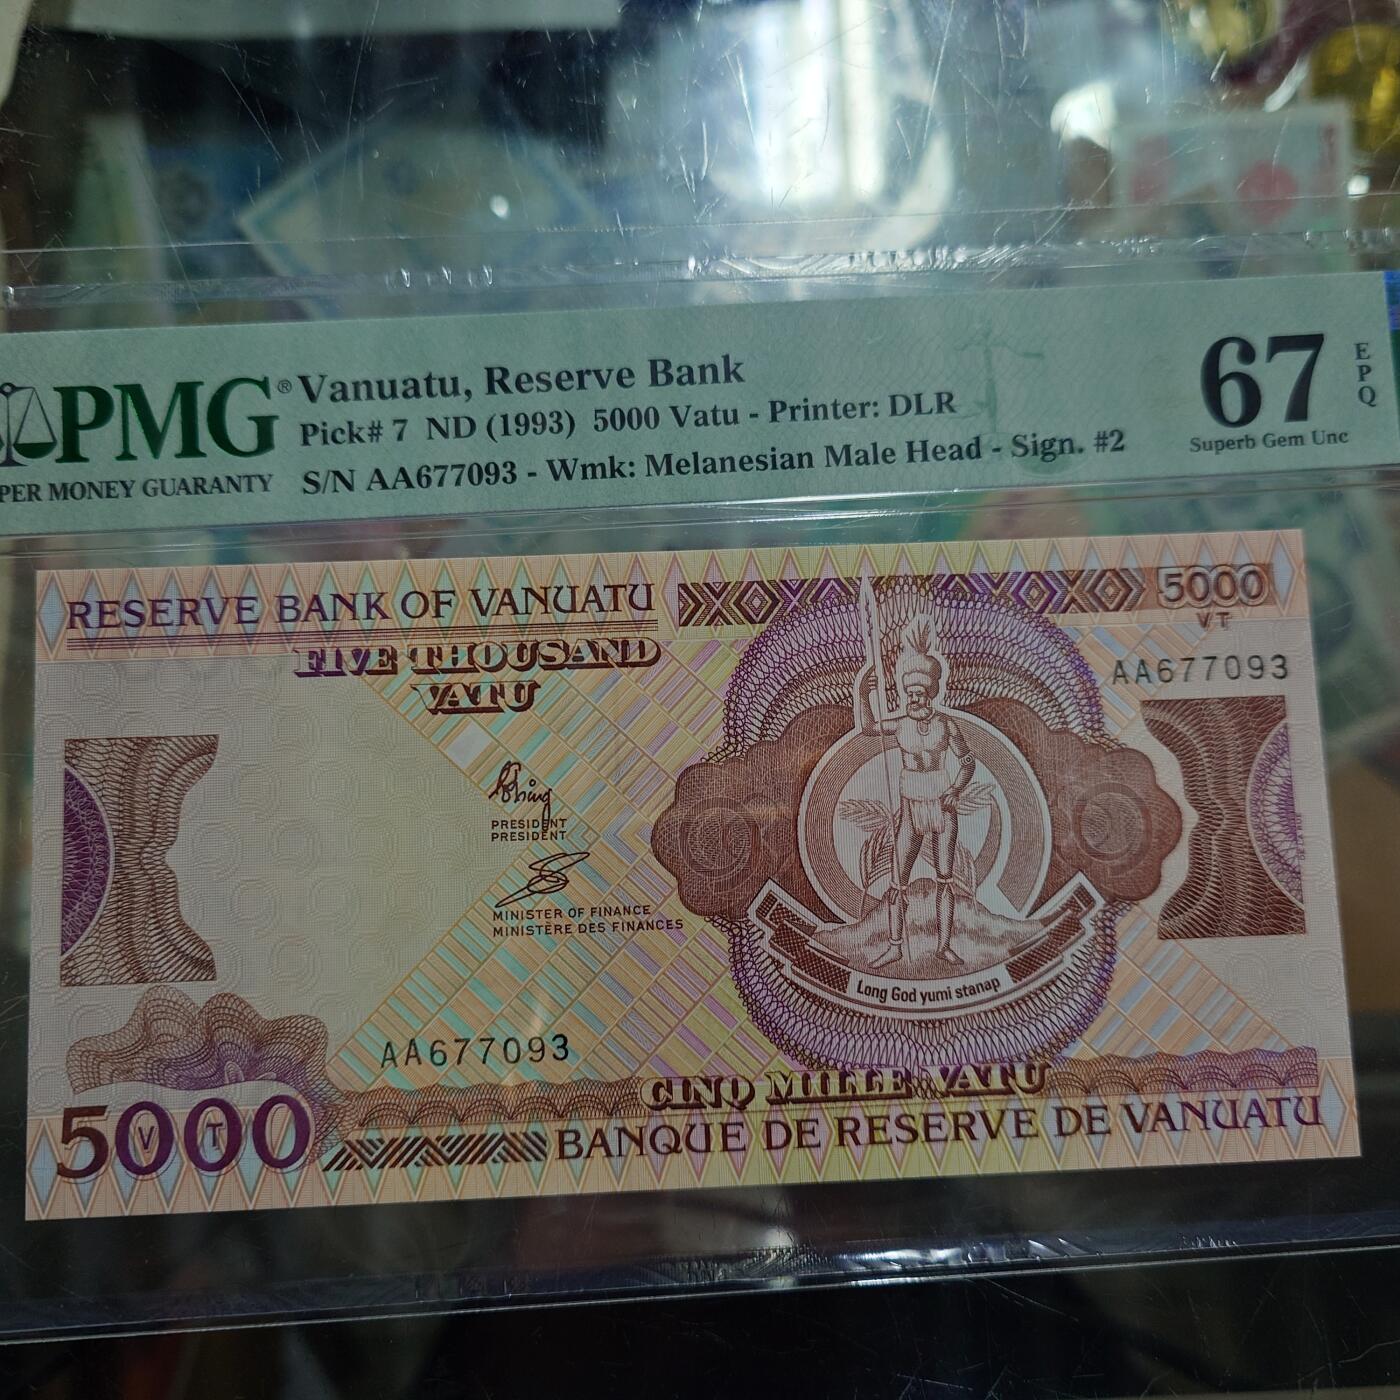 PMG®
PER MONEY GUARANTY
Vanuatu, Reserve Bank
Pick# 7 ND (1993) 5000 Vatu - Printer: DLR
S/N AA677093 - Wmk: Melanesian Male Head - Sign. #2
67
EPQ
Superb Gem Unc
RESERVE BANK OF VANUATU
FIVE THOUSAND
VATU
5000
VT
AA677093
PRESIDENT
PRESIDENT
MINISTER OF FINANCE
MINISTÈRE DES FINANCES
Long God yumi stanap
AA677093
5000
VT
CINQ MILLE VATU
BANQUE DE RESERVE DE VANUATU